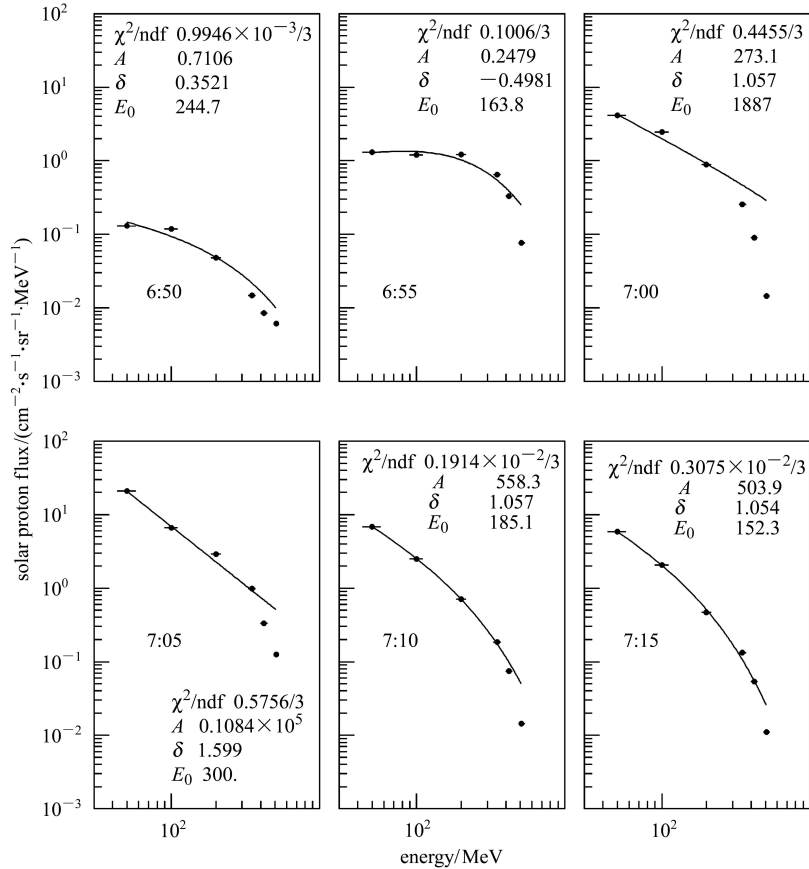 solar proton flux/(cm⁻²·s⁻¹·sr⁻¹·MeV⁻¹)
10²
10¹
10⁰
10⁻¹
10⁻²
10⁻³
χ²/ndf 0.9946×10⁻³/3
A 0.7106
δ 0.3521
E₀ 244.7
6:50
χ²/ndf 0.1006/3
A 0.2479
δ −0.4981
E₀ 163.8
6:55
χ²/ndf 0.4455/3
A 273.1
δ 1.057
E₀ 1887
7:00
10²
10¹
10⁰
10⁻¹
10⁻²
10⁻³
7:05
χ²/ndf 0.5756/3
A 0.1084×10⁵
δ 1.599
E₀ 300.
χ²/ndf 0.1914×10⁻²/3
A 558.3
δ 1.057
E₀ 185.1
7:10
χ²/ndf 0.3075×10⁻²/3
A 503.9
δ 1.054
E₀ 152.3
7:15
10²
10²
10²
energy/MeV